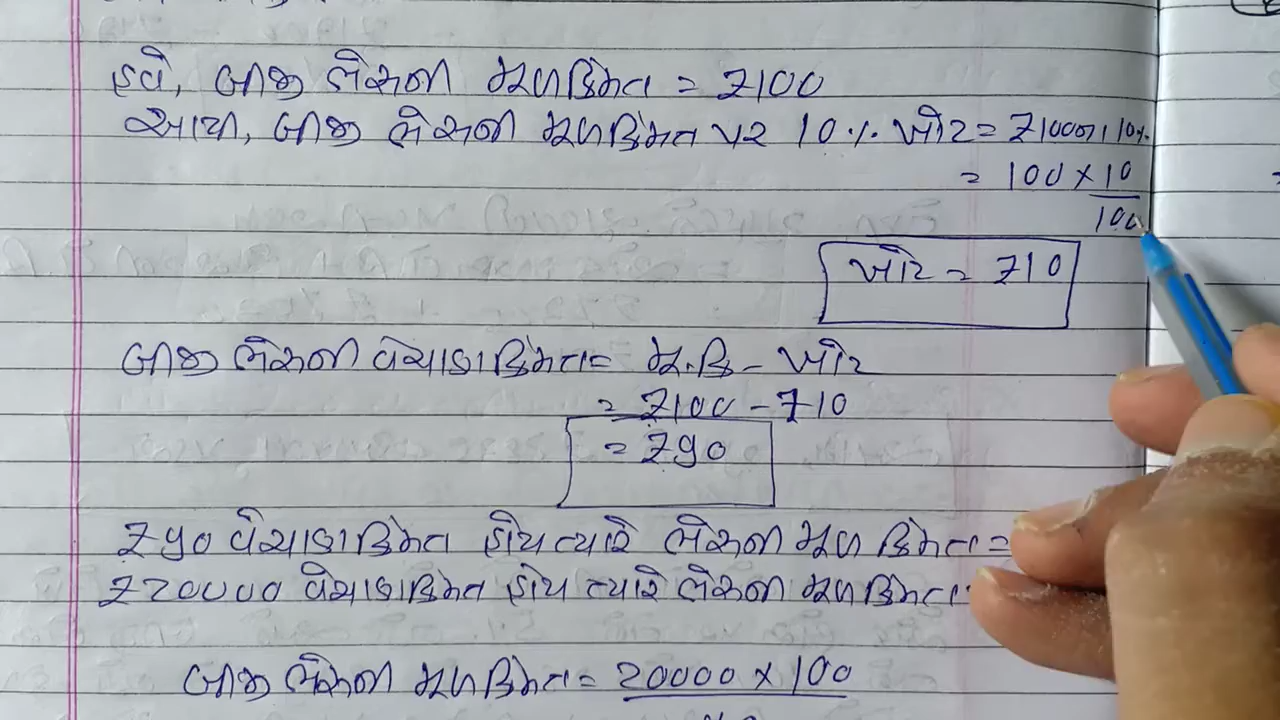 હવે, બીજી ભેંસની મૂળકિંમત = ₹100
આથી, બીજી ભેંસની મૂળકિંમત પર 10% ખોટ = ₹100ના 10%
= 100 × 10
100
ખોટ = ₹10
બીજી ભેંસની વેચાણકિંમત = મૂ.કિ - ખોટ
= ₹100 - ₹10
= ₹90
₹90 વેચાણકિંમત હોય ત્યારે ભેંસની મૂળકિંમત =
₹20000 વેચાણકિંમત હોય ત્યારે ભેંસની મૂળકિંમત
બીજી ભેંસની મૂળકિંમત = 20000 × 100